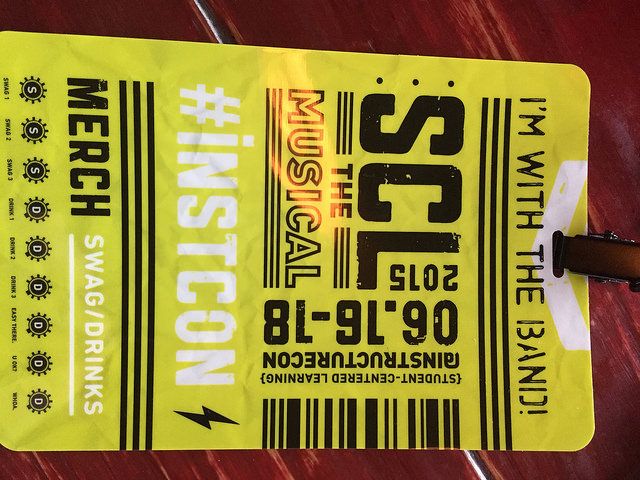 I'M WITH THE BAND!
SCL
2015
THE
MUSICAL
06.16-18
@INSTRUCTURECON
{STUDENT-CENTERED LEARNING}
#iNSTCON
MERCH SWAG/DRINKS
S S S D D D D D D
SWAG 1 SWAG 2 SWAG 3 DRINK 1 DRINK 2 DRINK 3 EASY THERE. U OK? WHOA.